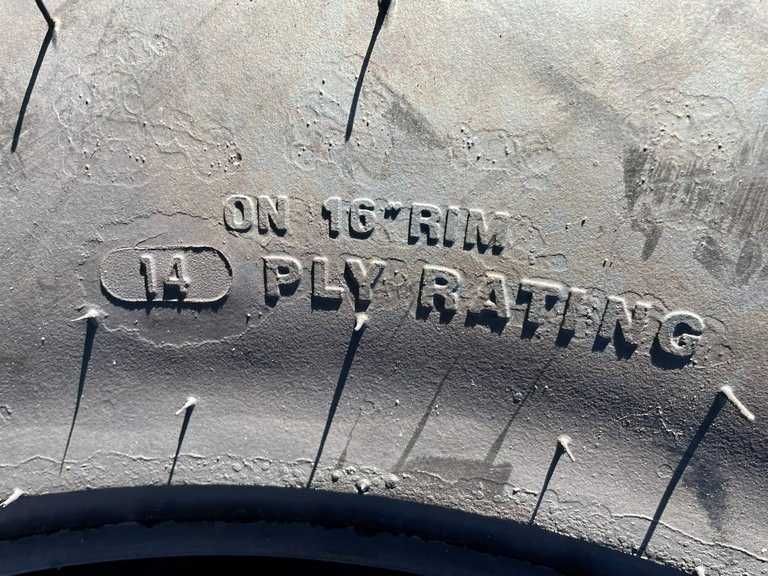 ON 16" RIM
14 PLY RATING